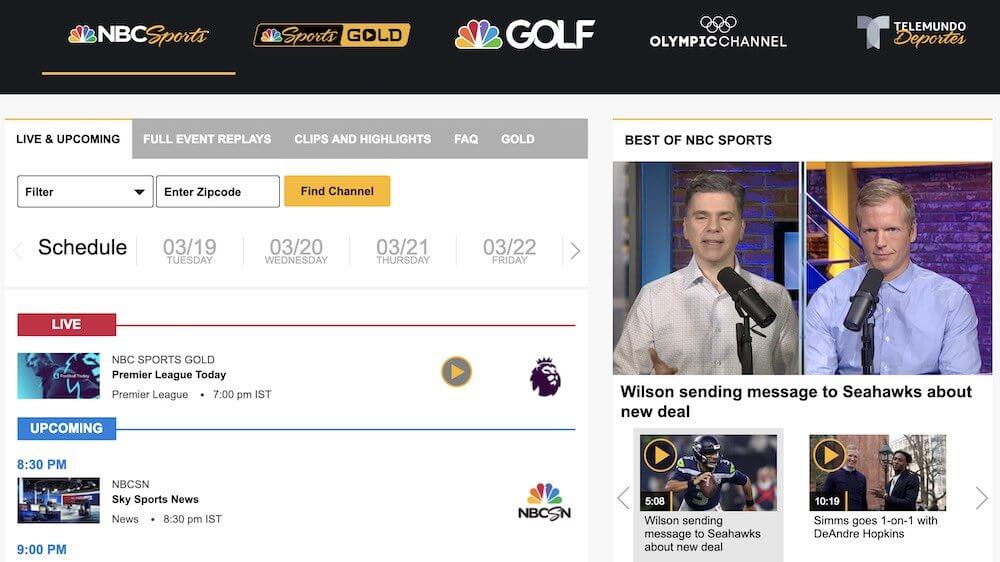 NBC Sports
Sports GOLD
GOLF
OLYMPIC CHANNEL
TELEMUNDO
Deportes
LIVE & UPCOMING
FULL EVENT REPLAYS
CLIPS AND HIGHLIGHTS
FAQ
GOLD
Filter
Enter Zipcode
Find Channel
Schedule
03/19
TUESDAY
03/20
WEDNESDAY
03/21
THURSDAY
03/22
FRIDAY
LIVE
Football Today
NBC SPORTS GOLD
Premier League Today
Premier League • 7:00 pm IST
UPCOMING
8:30 PM
NBCSN
Sky Sports News
News • 8:30 pm IST
NBCSN
9:00 PM
BEST OF NBC SPORTS
Wilson sending message to Seahawks about
new deal
5:08
Wilson sending
message to Seahawks
about new deal
10:19
Simms goes 1-on-1 with
DeAndre Hopkins